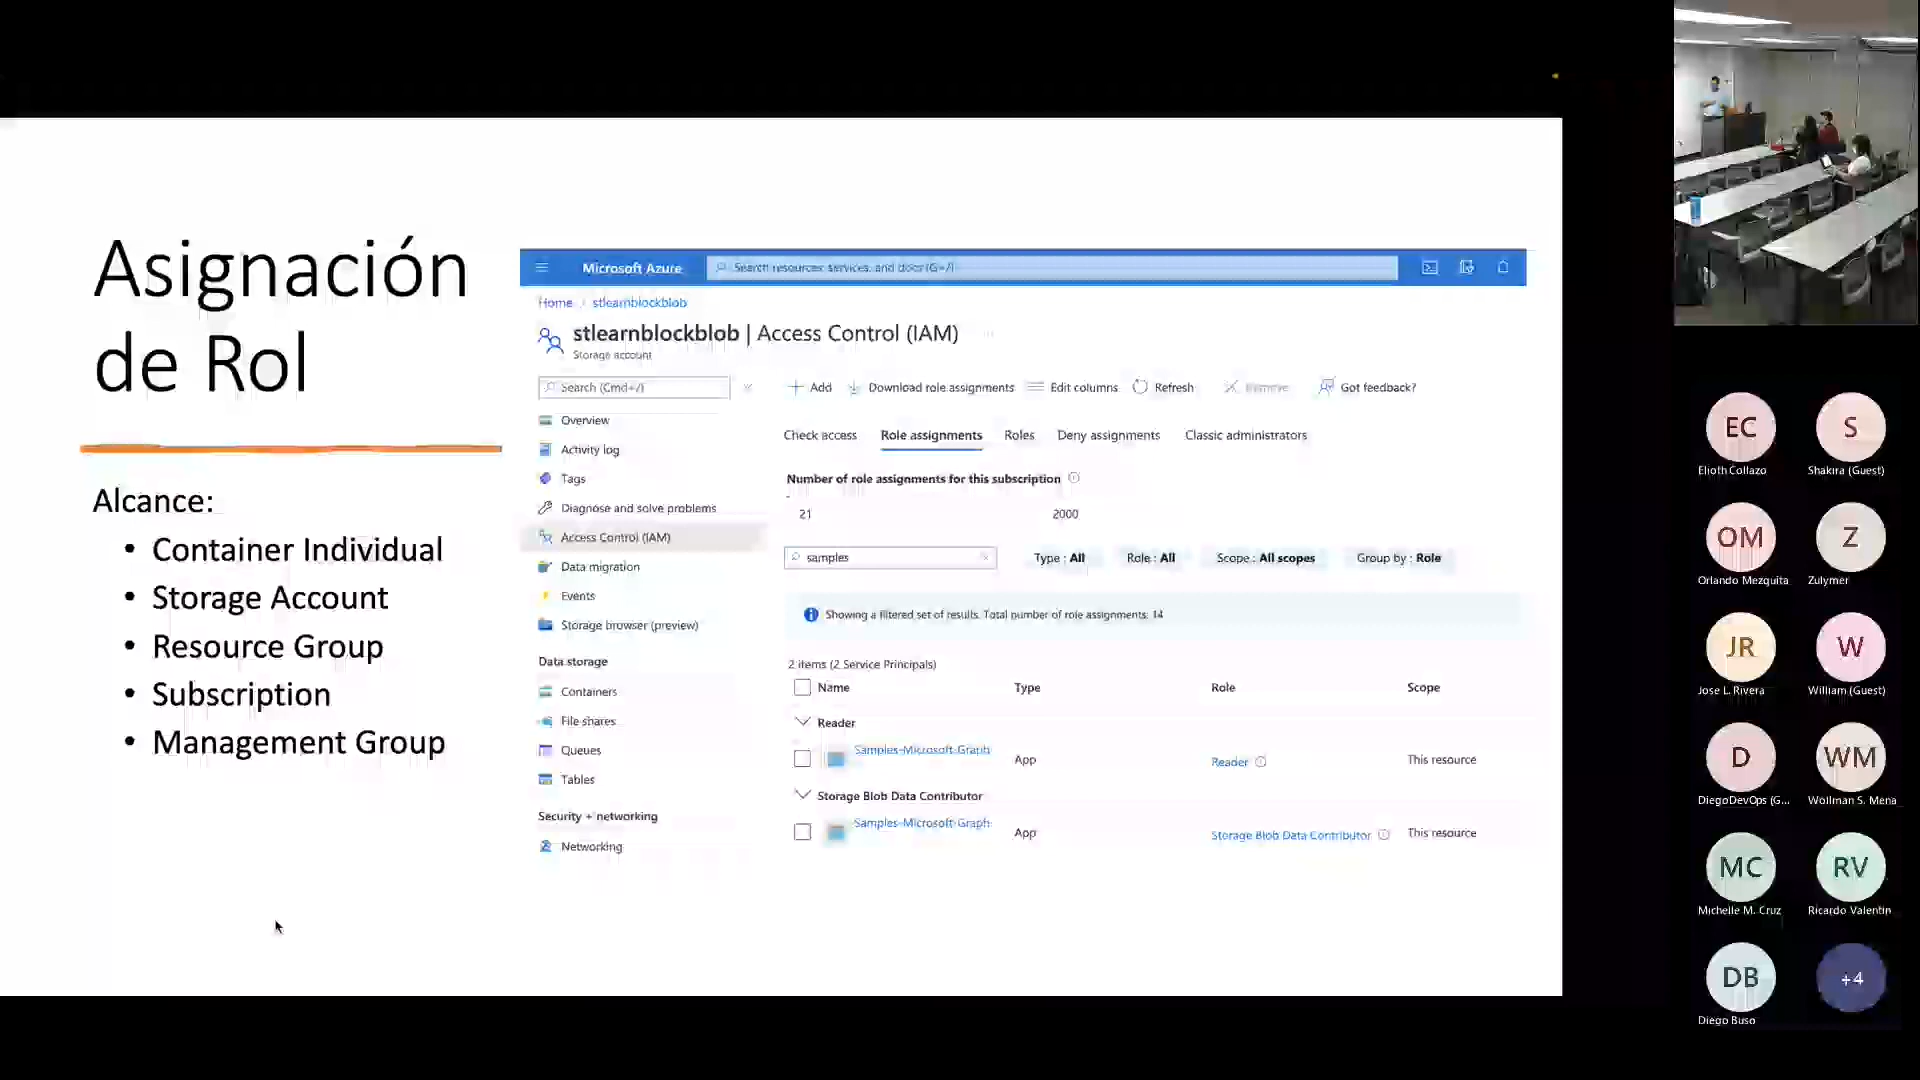 Asignación
de Rol
Alcance:
• Container Individual
• Storage Account
• Resource Group
• Subscription
• Management Group
Microsoft Azure
Search resources, services, and docs (G+/)
Home
stlearnblockblob
stlearnblockblob | Access Control (IAM)
Storage account
Search (Cmd+/)
Overview
Activity log
Tags
Diagnose and solve problems
Access Control (IAM)
Data migration
Events
Storage browser (preview)
Data storage
Containers
File shares
Queues
Tables
Security + networking
Networking
Add
Download role assignments
Edit columns
Refresh
Remove
Got feedback?
Check access
Role assignments
Roles
Deny assignments
Classic administrators
Number of role assignments for this subscription
21
2000
samples
Type : All
Role : All
Scope : All scopes
Group by : Role
Showing a filtered set of results. Total number of role assignments: 14
2 items (2 Service Principals)
Name
Type
Role
Scope
Reader
Samples-Microsoft-Graph
App
Reader
This resource
Storage Blob Data Contributor
Samples-Microsoft-Graph
App
Storage Blob Data Contributor
This resource
EC
Elioth Collazo
S
Shakira (Guest)
OM
Orlando Mezquita
Z
Zulymer
JR
Jose L. Rivera
W
William (Guest)
D
DiegoDevOps (G...
WM
Wollman S. Mena
MC
Michelle M. Cruz
RV
Ricardo Valentin
DB
Diego Buso
+4